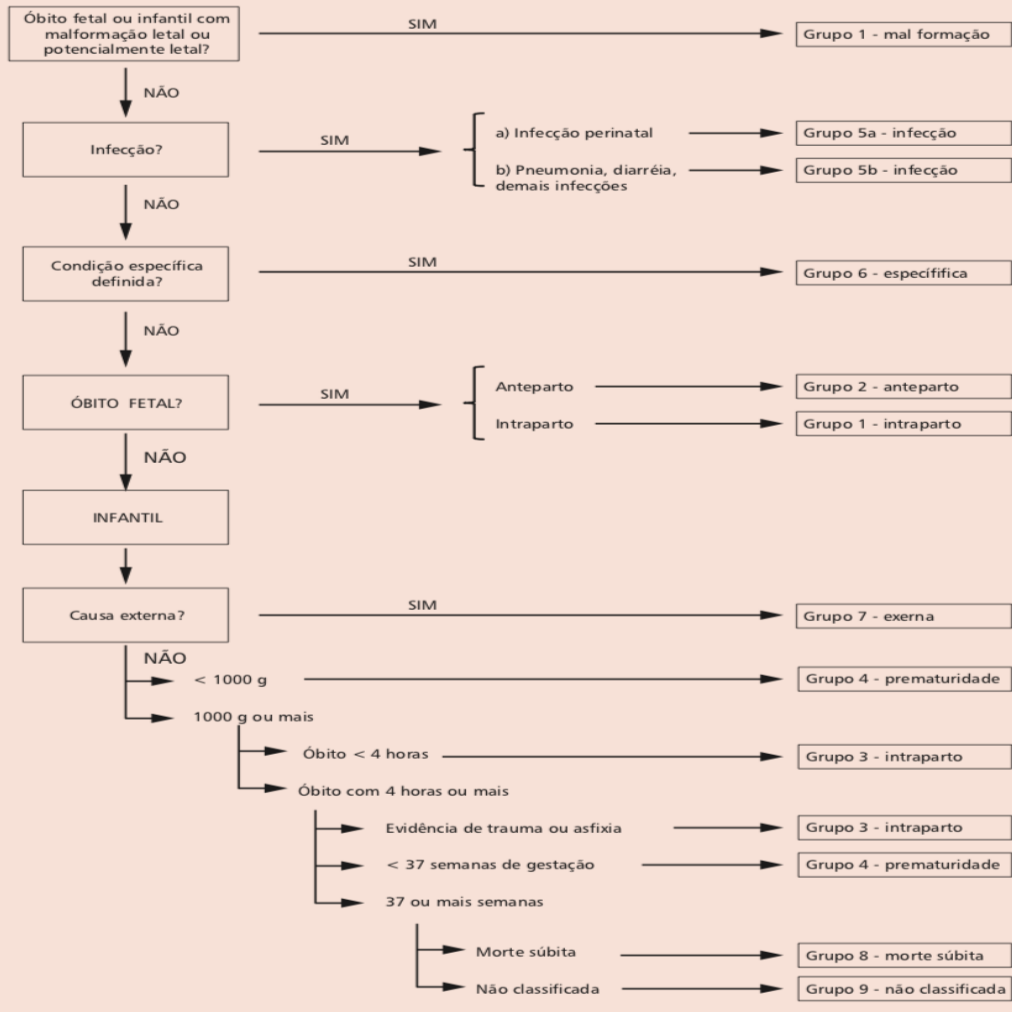 Óbito fetal ou infantil com
malformação letal ou
potencialmente letal?
SIM
Grupo 1 - mal formação
NÃO
Infecção?
SIM
a) Infecção perinatal
Grupo 5a - infecção
b) Pneumonia, diarréia,
demais infecções
Grupo 5b - infecção
NÃO
Condição específica
definida?
SIM
Grupo 6 - específifica
NÃO
ÓBITO FETAL?
SIM
Anteparto
Grupo 2 - anteparto
Intraparto
Grupo 1 - intraparto
NÃO
INFANTIL
Causa externa?
SIM
Grupo 7 - exerna
NÃO
< 1000 g
Grupo 4 - prematuridade
1000 g ou mais
Óbito < 4 horas
Grupo 3 - intraparto
Óbito com 4 horas ou mais
Evidência de trauma ou asfixia
Grupo 3 - intraparto
< 37 semanas de gestação
Grupo 4 - prematuridade
37 ou mais semanas
Morte súbita
Grupo 8 - morte súbita
Não classificada
Grupo 9 - não classificada